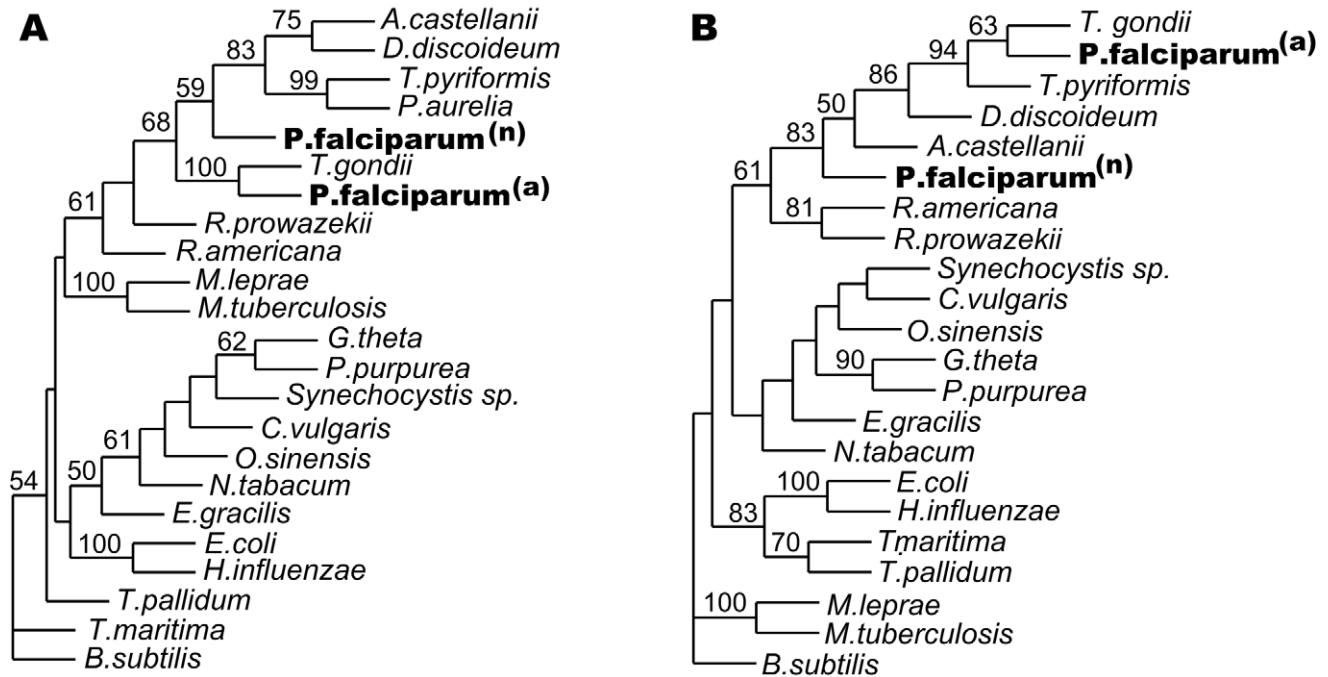 A
75 A.castellanii
83 D.discoideum
59 99 T.pyriformis
P.aurelia
68 P.falciparum(n)
100 T.gondii
P.falciparum(a)
61 R.prowazekii
R.americana
100 M.leprae
M.tuberculosis
62 G.theta
P.purpurea
Synechocystis sp.
C.vulgaris
61 O.sinensis
54 50 N.tabacum
E.gracilis
100 E.coli
H.influenzae
T.pallidum
T.maritima
B.subtilis
B
63 T. gondii
94 P.falciparum(a)
86 T.pyriformis
50 D.discoideum
83 A.castellanii
61 P.falciparum(n)
81 R.americana
R.prowazekii
Synechocystis sp.
C.vulgaris
O.sinensis
90 G.theta
P.purpurea
E.gracilis
N.tabacum
100 E.coli
83 H.influenzae
70 T.maritima
T.pallidum
100 M.leprae
M.tuberculosis
B.subtilis